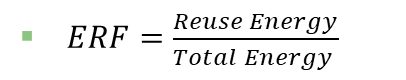 ▪ ERF = Reuse Energy / Total Energy